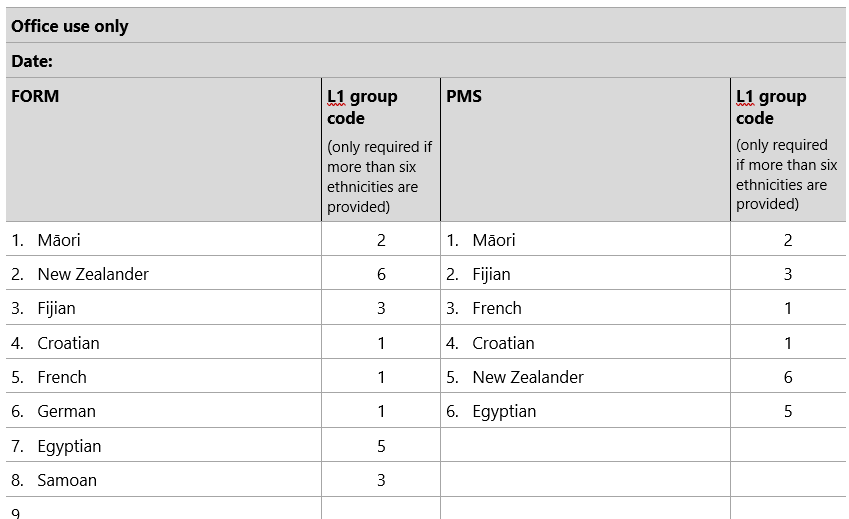 Office use only
Date:
FORM
L1 group
code
(only required if
more than six
ethnicities are
provided)
PMS
L1 group
code
(only required
if more than six
ethnicities are
provided)
1. Māori 2 1. Māori 2
2. New Zealander 6 2. Fijian 3
3. Fijian 3 3. French 1
4. Croatian 1 4. Croatian 1
5. French 1 5. New Zealander 6
6. German 1 6. Egyptian 5
7. Egyptian 5
8. Samoan 3
9